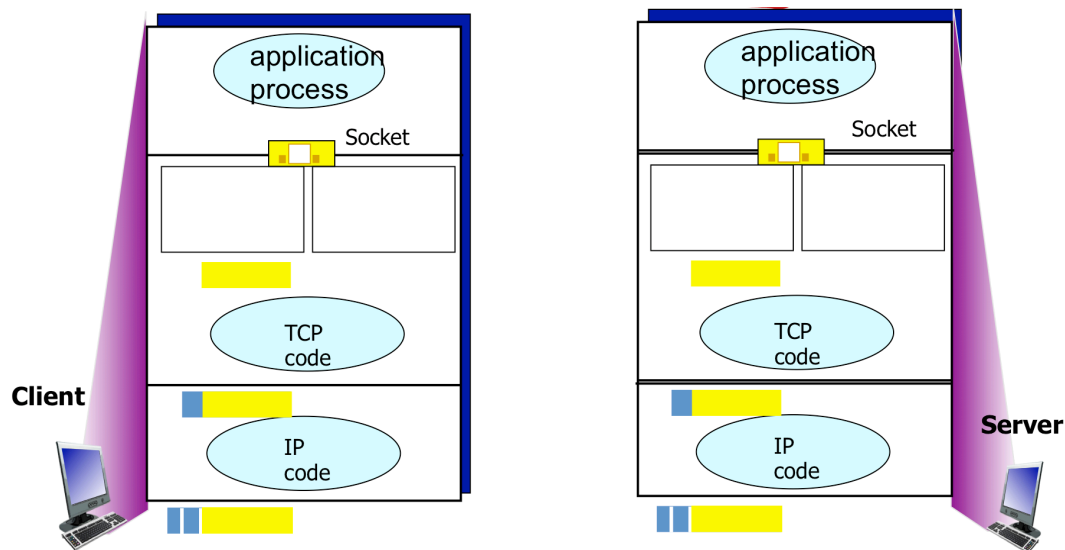 application
process
Socket
TCP
code
Client
IP
code
application
process
Socket
TCP
code
Server
IP
code